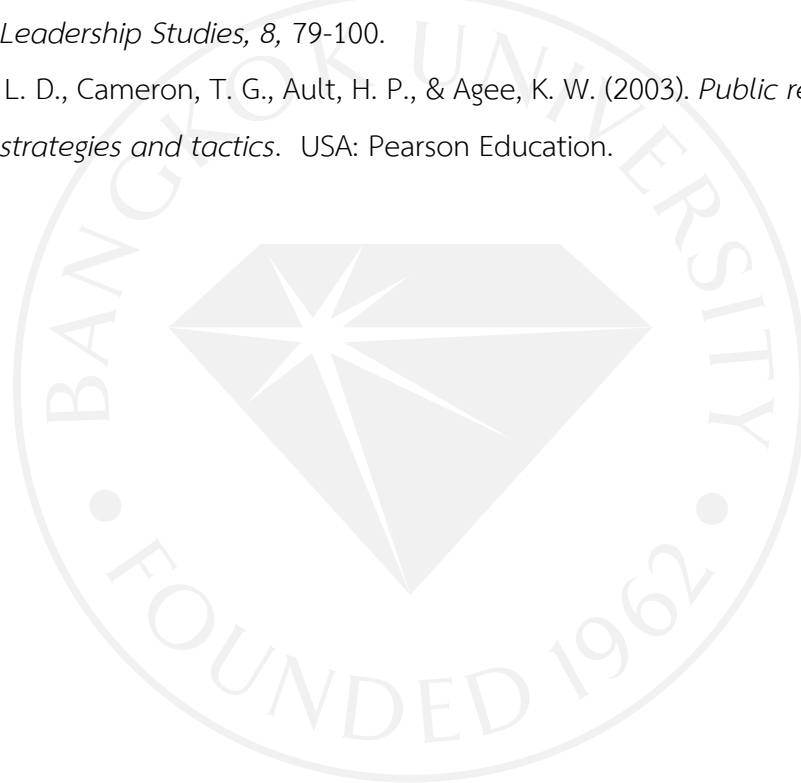 Leadership Studies, 8, 79-100.
L. D., Cameron, T. G., Ault, H. P., & Agee, K. W. (2003). Public re
strategies and tactics. USA: Pearson Education.
BANGKOK UNIVERSITY
FOUNDED 1962